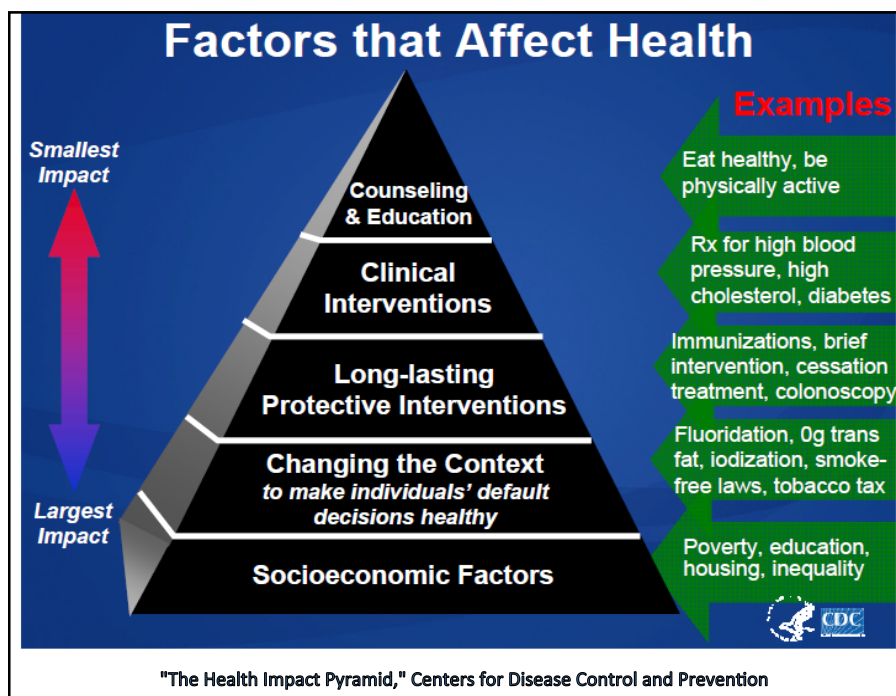 Factors that Affect Health
Examples
Smallest
Impact
Largest
Impact
Counseling
& Education
Clinical
Interventions
Long-lasting
Protective Interventions
Changing the Context
to make individuals' default
decisions healthy
Socioeconomic Factors
Eat healthy, be
physically active
Rx for high blood
pressure, high
cholesterol, diabetes
Immunizations, brief
intervention, cessation
treatment, colonoscopy
Fluoridation, 0g trans
fat, iodization, smoke-
free laws, tobacco tax
Poverty, education,
housing, inequality
CDC
"The Health Impact Pyramid," Centers for Disease Control and Prevention